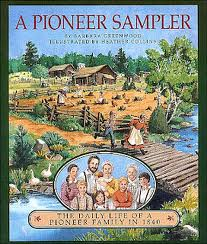 A PIONEER SAMPLER
BY BARBARA GREENWOOD
ILLUSTRATED BY HEATHER COLLINS
THE DAILY LIFE OF A
PIONEER FAMILY IN 1840